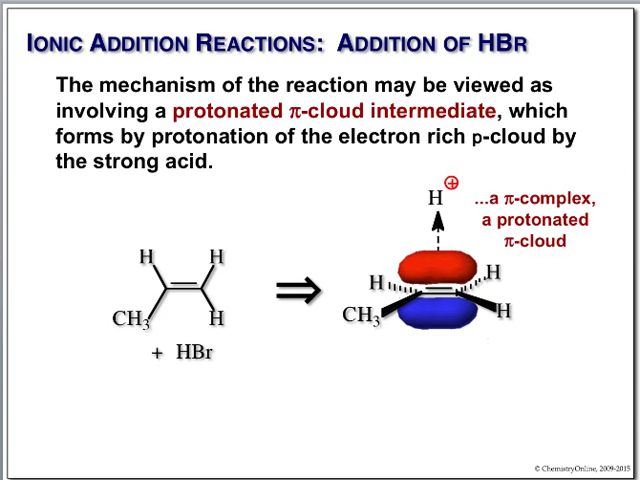 IONIC ADDITION REACTIONS: ADDITION OF HBR
The mechanism of the reaction may be viewed as
involving a protonated π-cloud intermediate, which
forms by protonation of the electron rich p-cloud by
the strong acid.
H ⊕
...a π-complex,
a protonated
π-cloud
H H
CH3 H
+ HBr
⇒
H H
CH3 H
© ChemistryOnline, 2009-2015